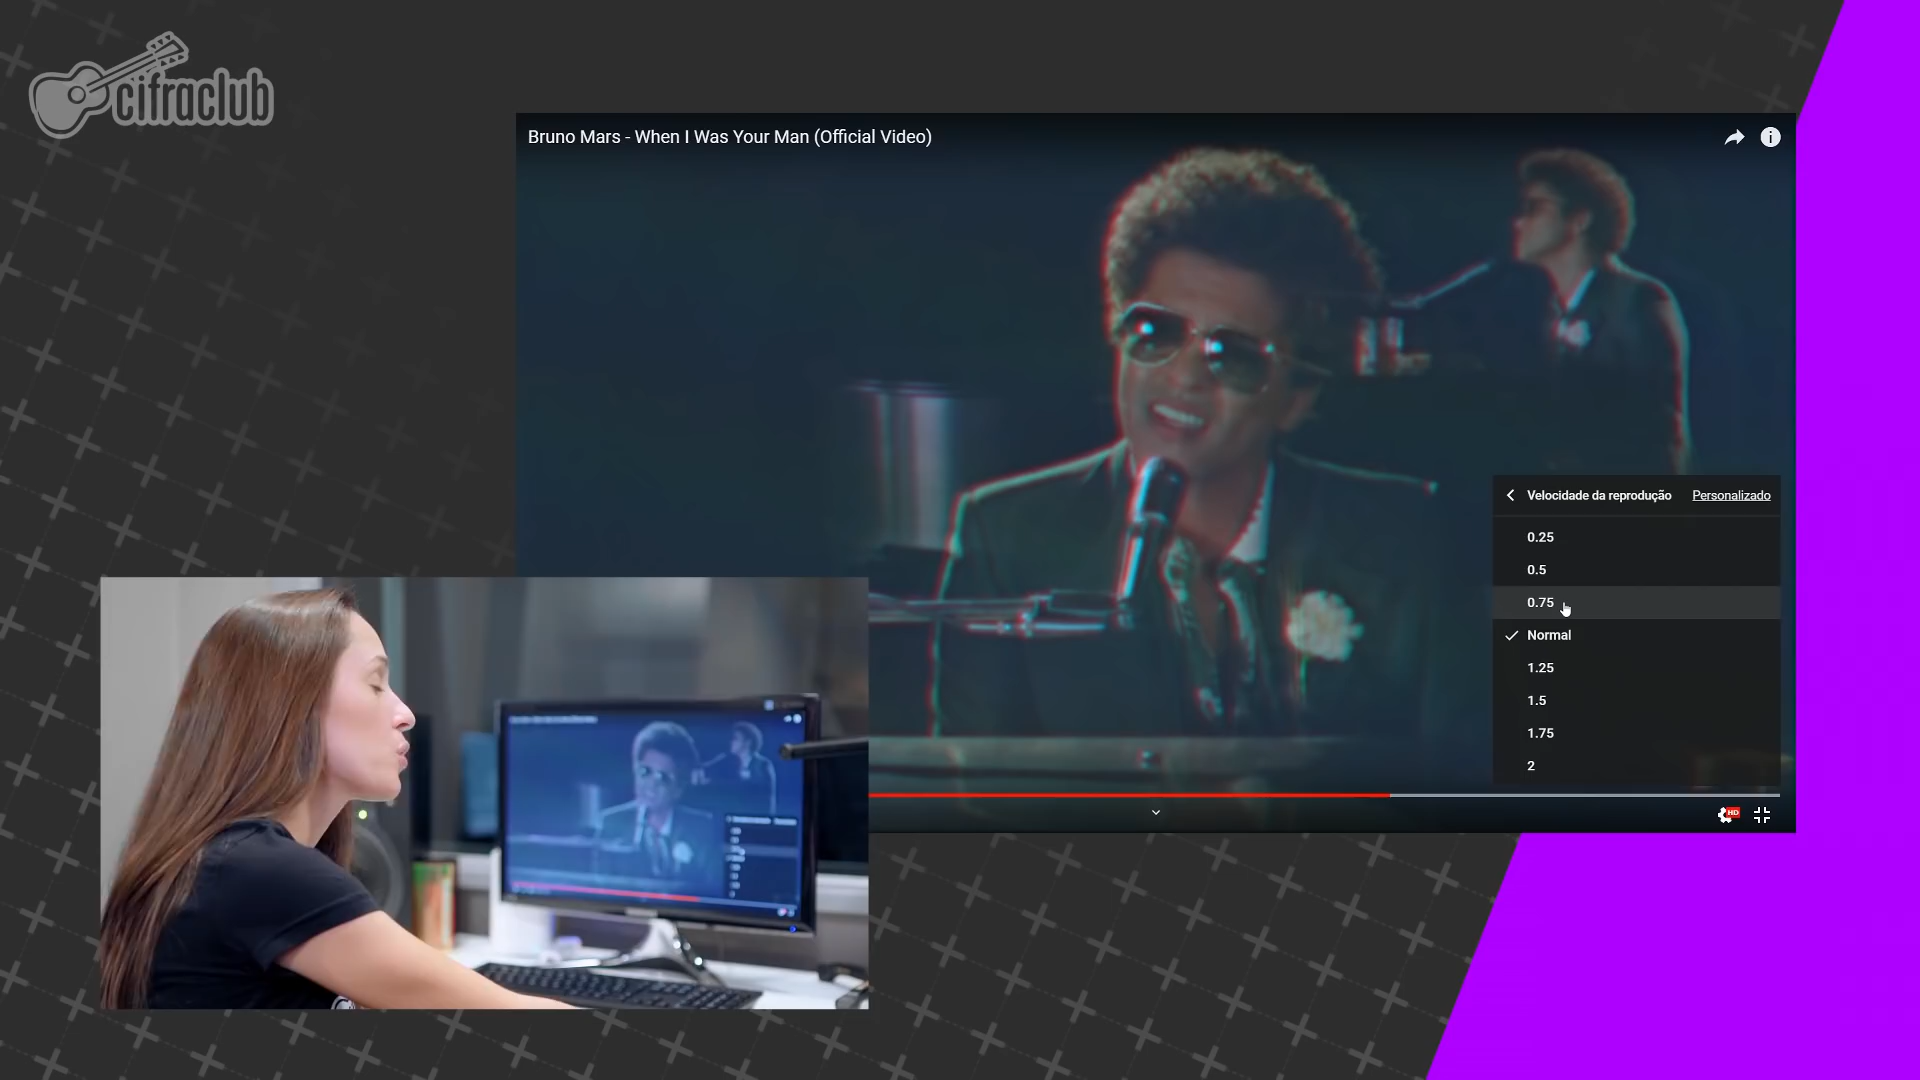 cifraclub
Bruno Mars - When I Was Your Man (Official Video)
Velocidade da reprodução Personalizado
0.25
0.5
0.75
Normal
1.25
1.5
1.75
2
HD